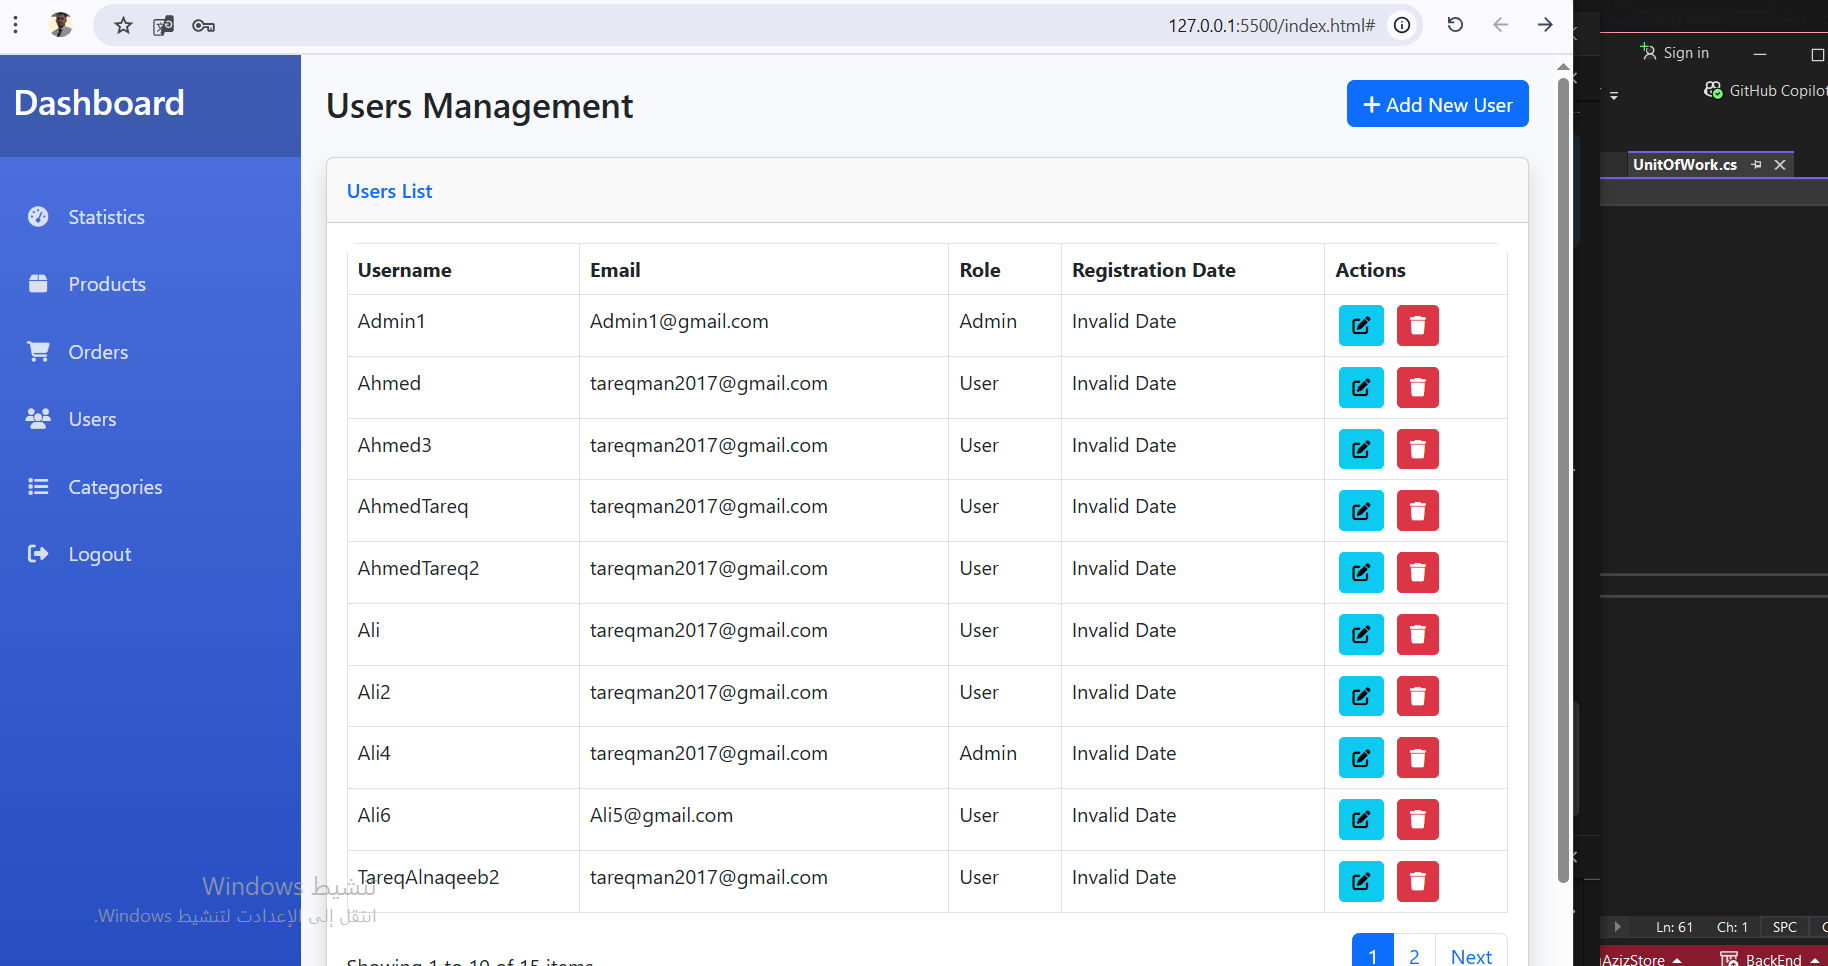 127.0.0.1:5500/index.html#
Sign in
GitHub Copilot
UnitOfWork.cs
Dashboard
Statistics
Products
Orders
Users
Categories
Logout
Users Management
Add New User
Users List
Username Email Role Registration Date Actions
Admin1 Admin1@gmail.com Admin Invalid Date
Ahmed tareqman2017@gmail.com User Invalid Date
Ahmed3 tareqman2017@gmail.com User Invalid Date
AhmedTareq tareqman2017@gmail.com User Invalid Date
AhmedTareq2 tareqman2017@gmail.com User Invalid Date
Ali tareqman2017@gmail.com User Invalid Date
Ali2 tareqman2017@gmail.com User Invalid Date
Ali4 tareqman2017@gmail.com Admin Invalid Date
Ali6 Ali5@gmail.com User Invalid Date
TareqAlnaqeeb2 tareqman2017@gmail.com User Invalid Date
Showing 1 to 10 of 15 items
1 2 Next
تنشيط Windows
انتقل إلى الإعدادت لتنشيط Windows.
Ln: 61 Ch: 1 SPC
AzizStore BackEnd